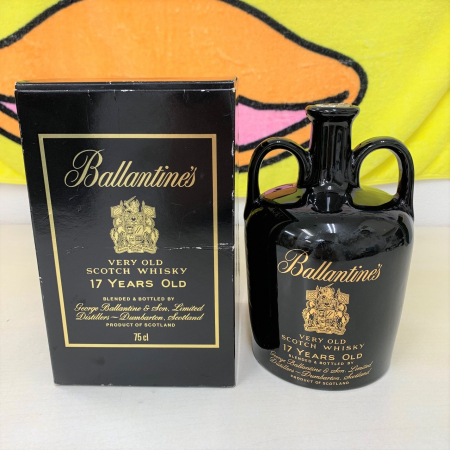 Ballantine's
VERY OLD
SCOTCH WHISKY
17 YEARS OLD
BLENDED & BOTTLED BY
George Ballantine & Son, Limited
Distillers ~ Dumbarton, Scotland
PRODUCT OF SCOTLAND
75 cl
Ballantine's
VERY OLD
SCOTCH WHISKY
17 YEARS OLD
BLENDED & BOTTLED BY
George Ballantine & Son, Limited
Distillers ~ Dumbarton, Scotland
PRODUCT OF SCOTLAND